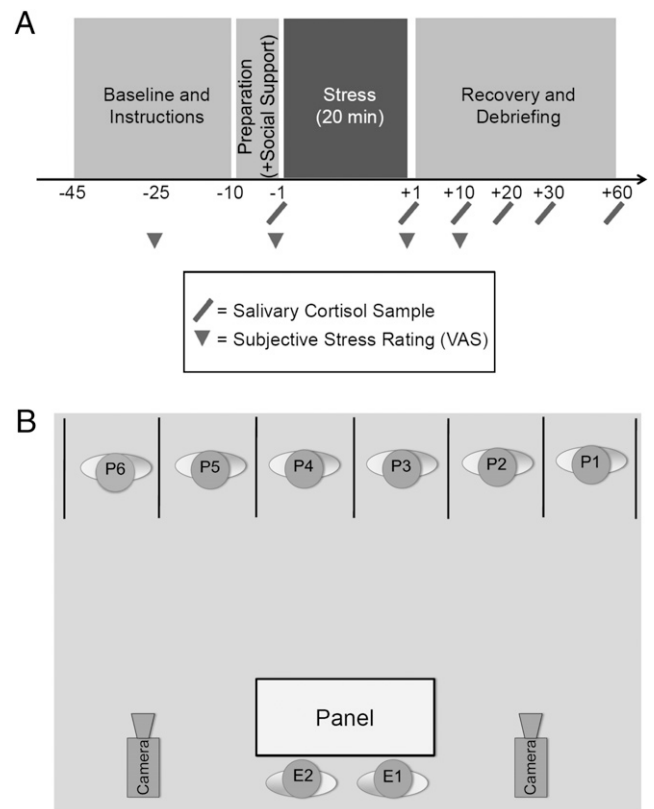 A
Baseline and
Instructions
Preparation
(+Social Support)
Stress
(20 min)
Recovery and
Debriefing
-45 -25 -10 -1 +1 +10 +20 +30 +60
= Salivary Cortisol Sample
= Subjective Stress Rating (VAS)
B
P6 P5 P4 P3 P2 P1
Panel
Camera E2 E1 Camera